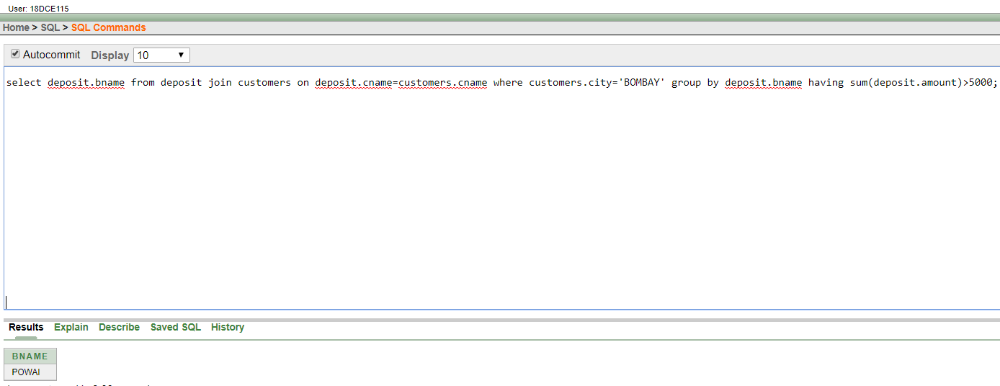 User: 18DCE115
Home > SQL > SQL Commands
Autocommit Display 10
select deposit.bname from deposit join customers on deposit.cname=customers.cname where customers.city='BOMBAY' group by deposit.bname having sum(deposit.amount)>5000;
Results Explain Describe Saved SQL History
BNAME
POWAI